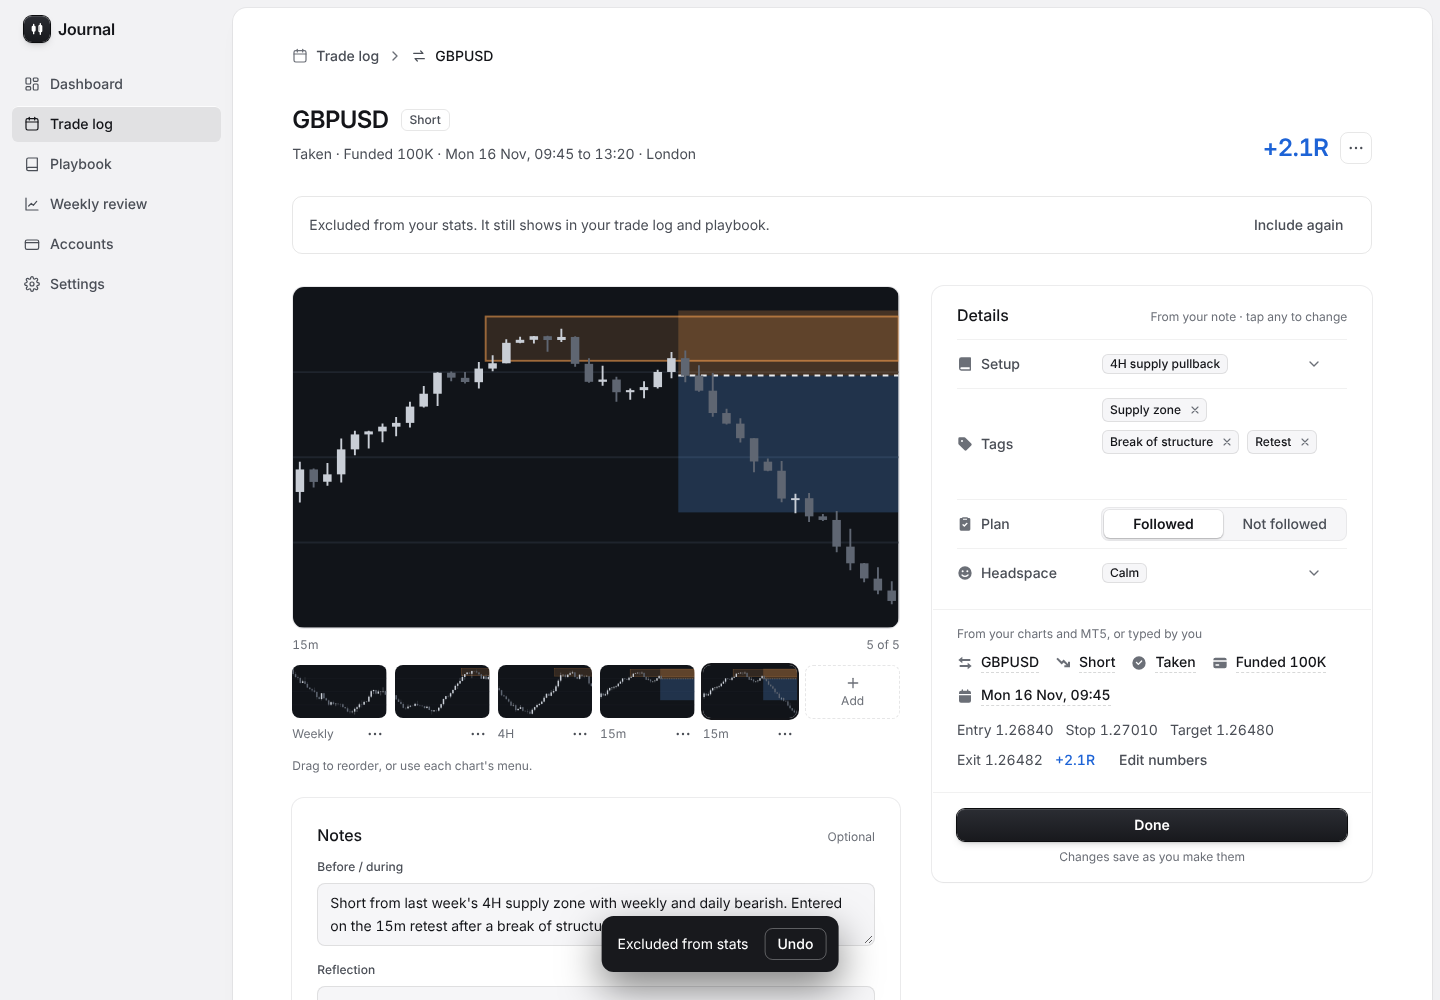 Journal
Dashboard
Trade log
Playbook
Weekly review
Accounts
Settings
Trade log
GBPUSD
GBPUSD
Short
Taken · Funded 100K · Mon 16 Nov, 09:45 to 13:20 · London
+2.1R
Excluded from your stats. It still shows in your trade log and playbook.
Include again
15m
5 of 5
Weekly
4H
15m
15m
Add
Drag to reorder, or use each chart's menu.
Notes
Optional
Before / during
Short from last week's 4H supply zone with weekly and daily bearish. Entered
on the 15m retest after a break of
Reflection
Details
From your note · tap any to change
Setup
4H supply pullback
Tags
Supply zone
Break of structure
Retest
Plan
Followed
Not followed
Headspace
Calm
From your charts and MT5, or typed by you
GBPUSD
Short
Taken
Funded 100K
Mon 16 Nov, 09:45
Entry 1.26840 Stop 1.27010 Target 1.26480
Exit 1.26482 +2.1R Edit numbers
Done
Changes save as you make them
Excluded from stats
Undo